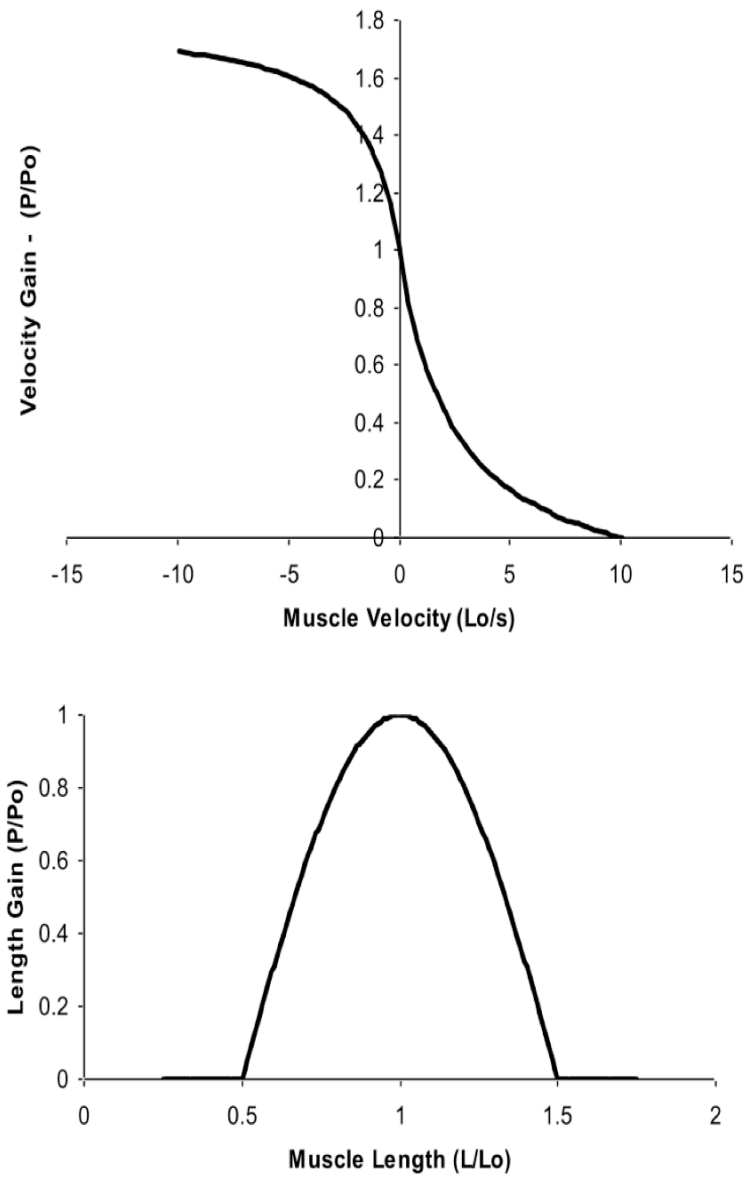 1.8
1.6
1.4
1.2
1
0.8
0.6
0.4
0.2
0
Velocity Gain - (P/Po)
-15 -10 -5 0 5 10 15
Muscle Velocity (Lo/s)
1
0.8
0.6
0.4
0.2
0
Length Gain (P/Po)
0 0.5 1 1.5 2
Muscle Length (L/Lo)